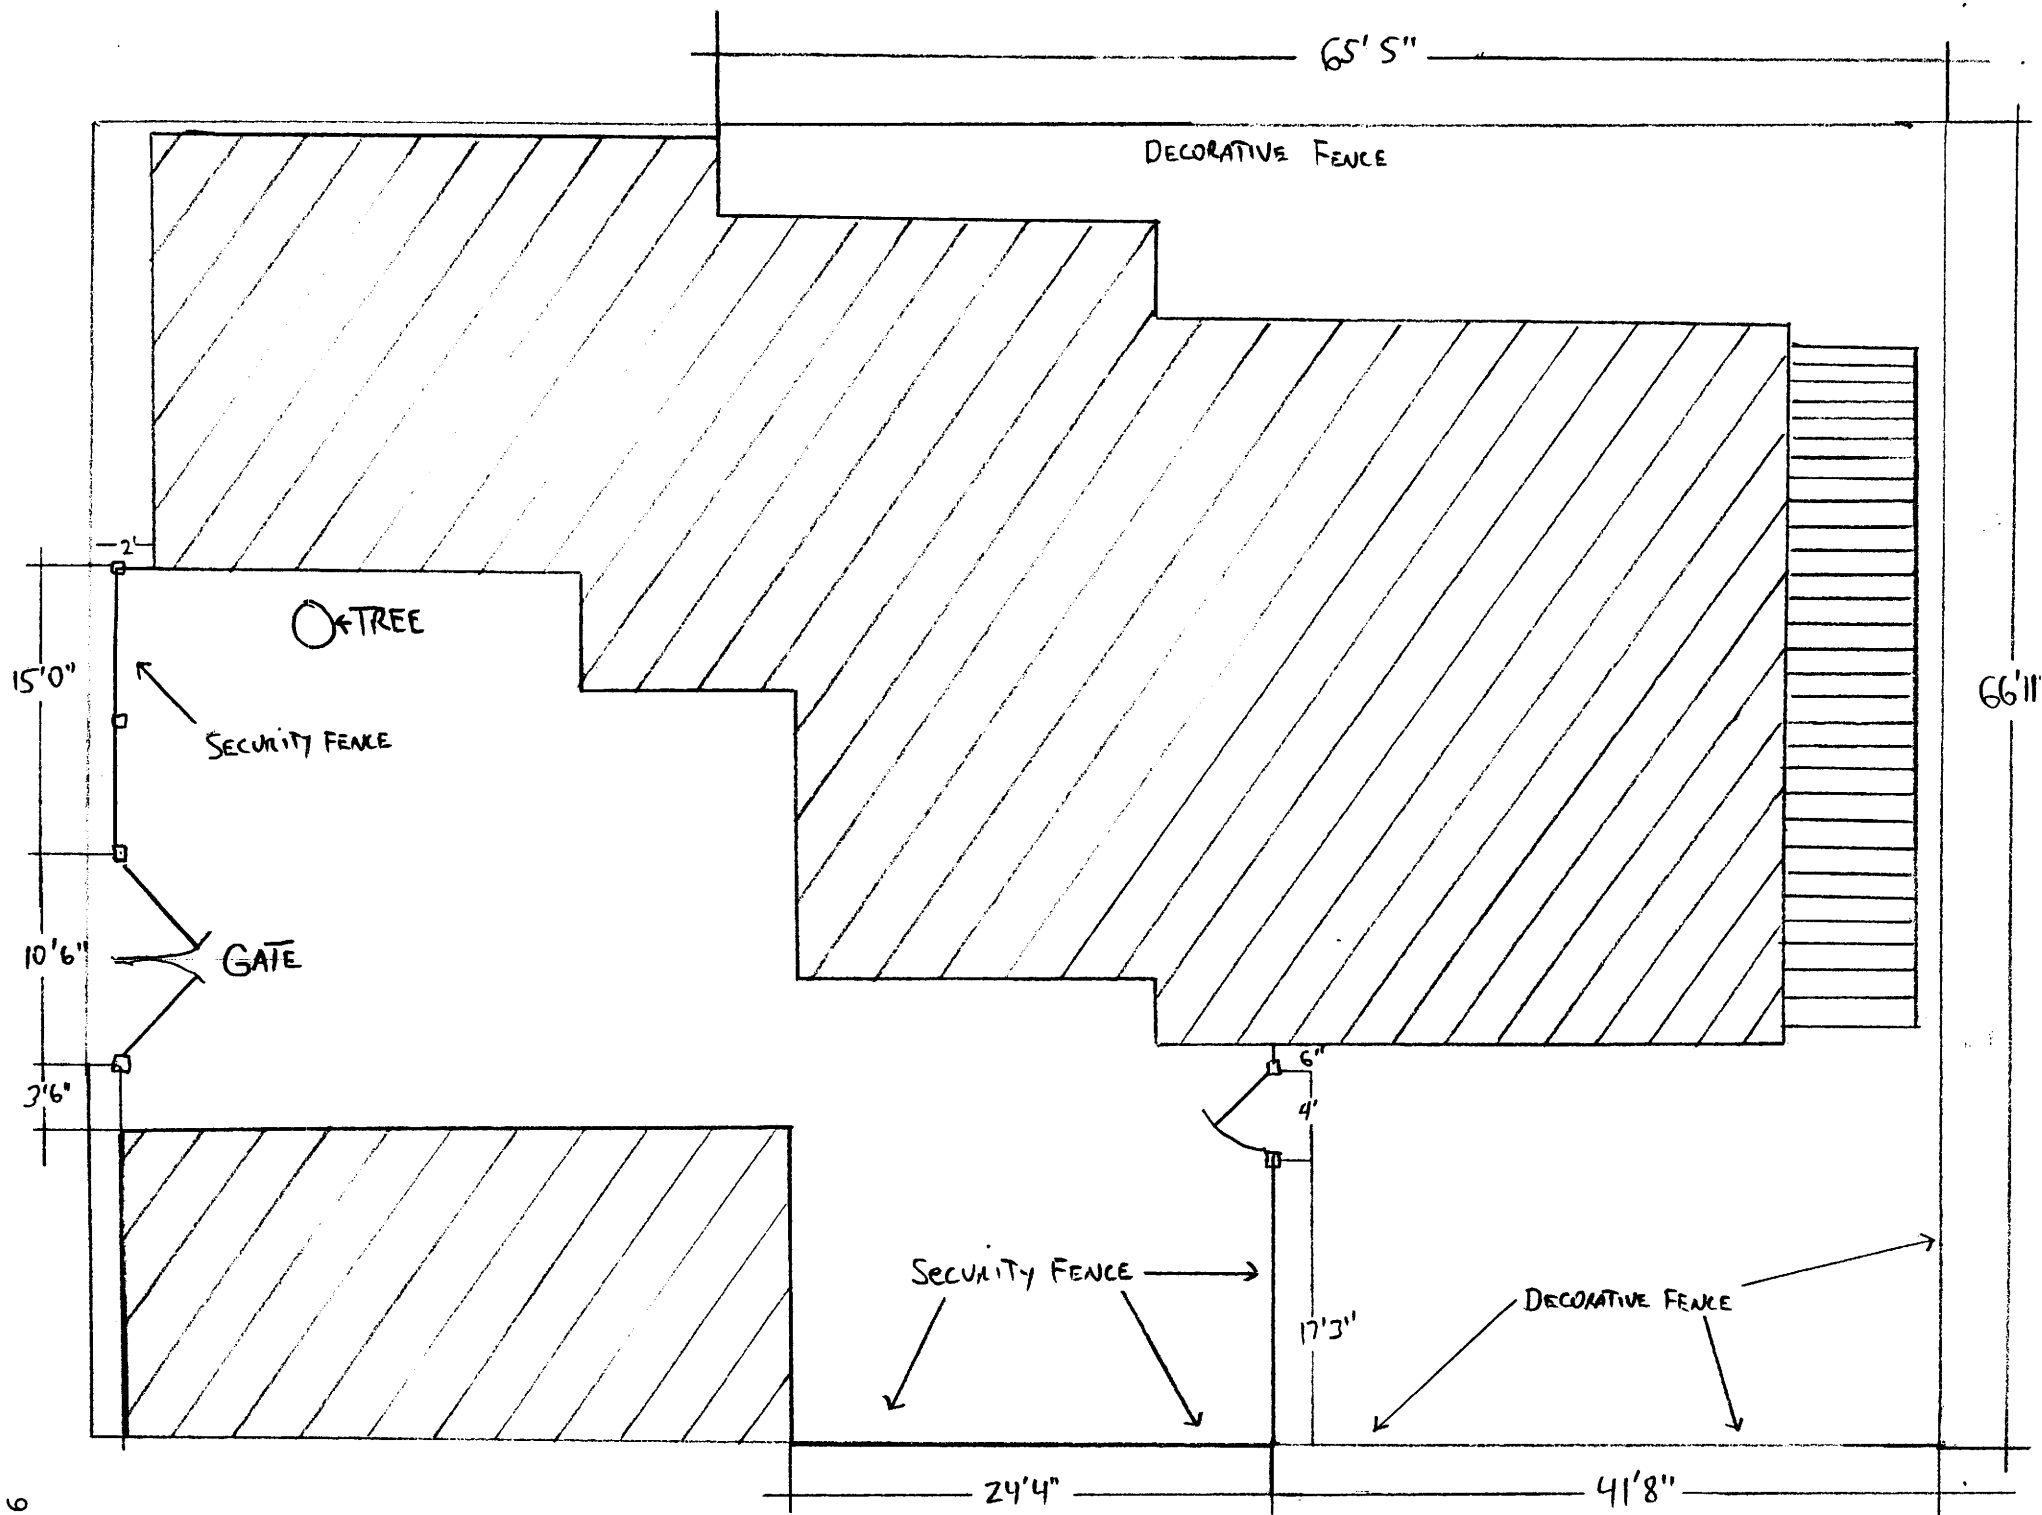 65' 5"
DECORATIVE FENCE
2'
TREE
15'0"
SECURITY FENCE
66'11"
10'6"
GATE
3'6"
6"
4'
SECURITY FENCE
DECORATIVE FENCE
17'3"
24'4"
41'8"
6